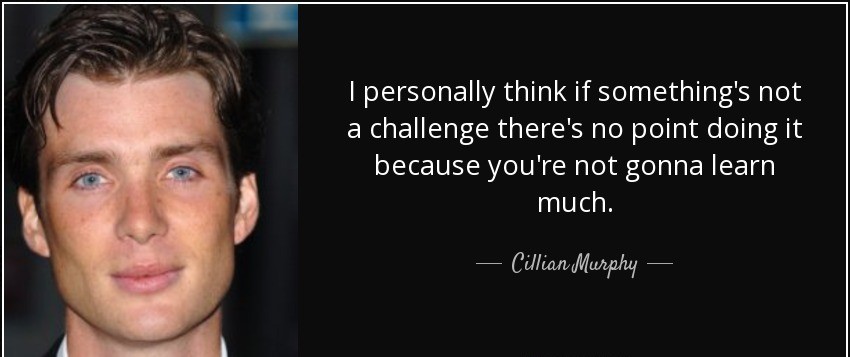 I personally think if something's not
a challenge there's no point doing it
because you're not gonna learn
much.
Cillian Murphy